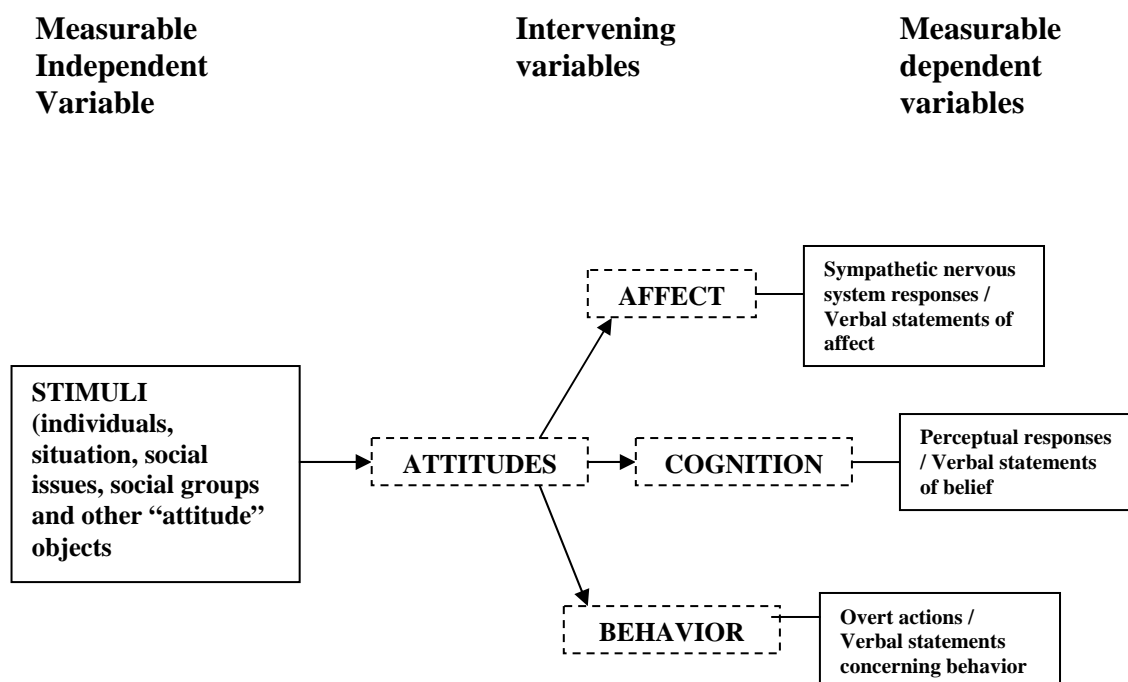 Measurable
Independent
Variable
Intervening
variables
Measurable
dependent
variables
AFFECT
Sympathetic nervous
system responses /
Verbal statements of
affect
STIMULI
(individuals,
situation, social
issues, social groups
and other “attitude”
objects
ATTITUDES
COGNITION
Perceptual responses
/ Verbal statements
of belief
BEHAVIOR
Overt actions /
Verbal statements
concerning behavior